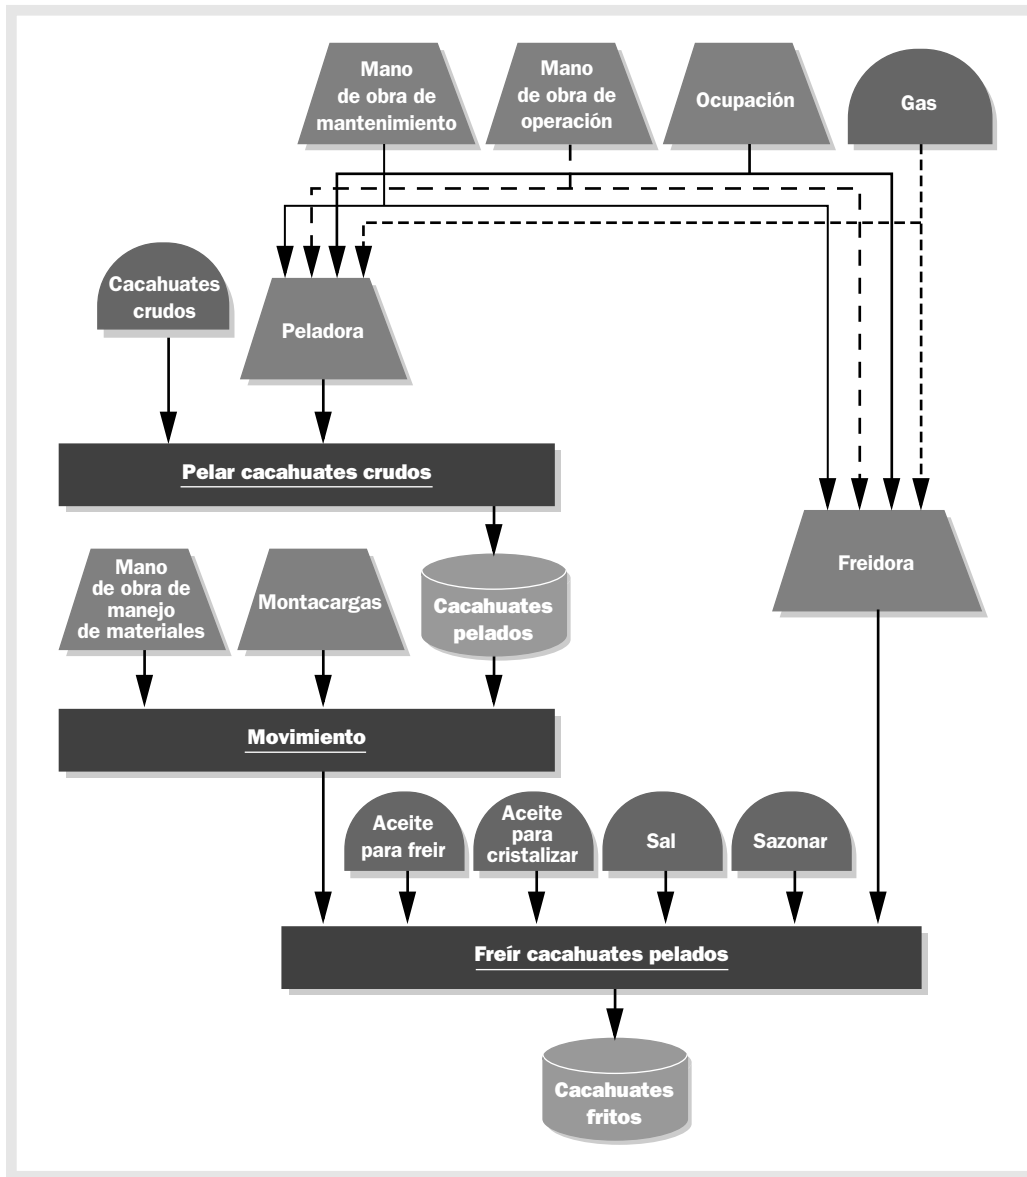 Mano
de obra de
mantenimiento
Mano
de obra de
operación
Ocupación
Gas
Cacahuates
crudos
Peladora
Pelar cacahuates crudos
Mano
de obra de
manejo
de materiales
Montacargas
Cacahuates
pelados
Freidora
Movimiento
Aceite
para freir
Aceite
para
cristalizar
Sal
Sazonar
Freír cacahuates pelados
Cacahuates
fritos